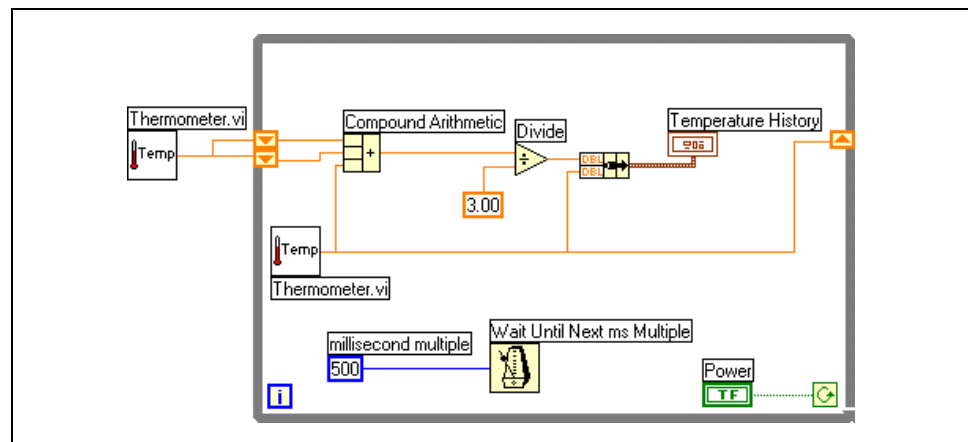 Thermometer.vi
Temp
Compound Arithmetic
+
Divide
÷
3.00
DBL
DBL
Temperature History
Temp
Thermometer.vi
millisecond multiple
500
Wait Until Next ms Multiple
Power
TF
i